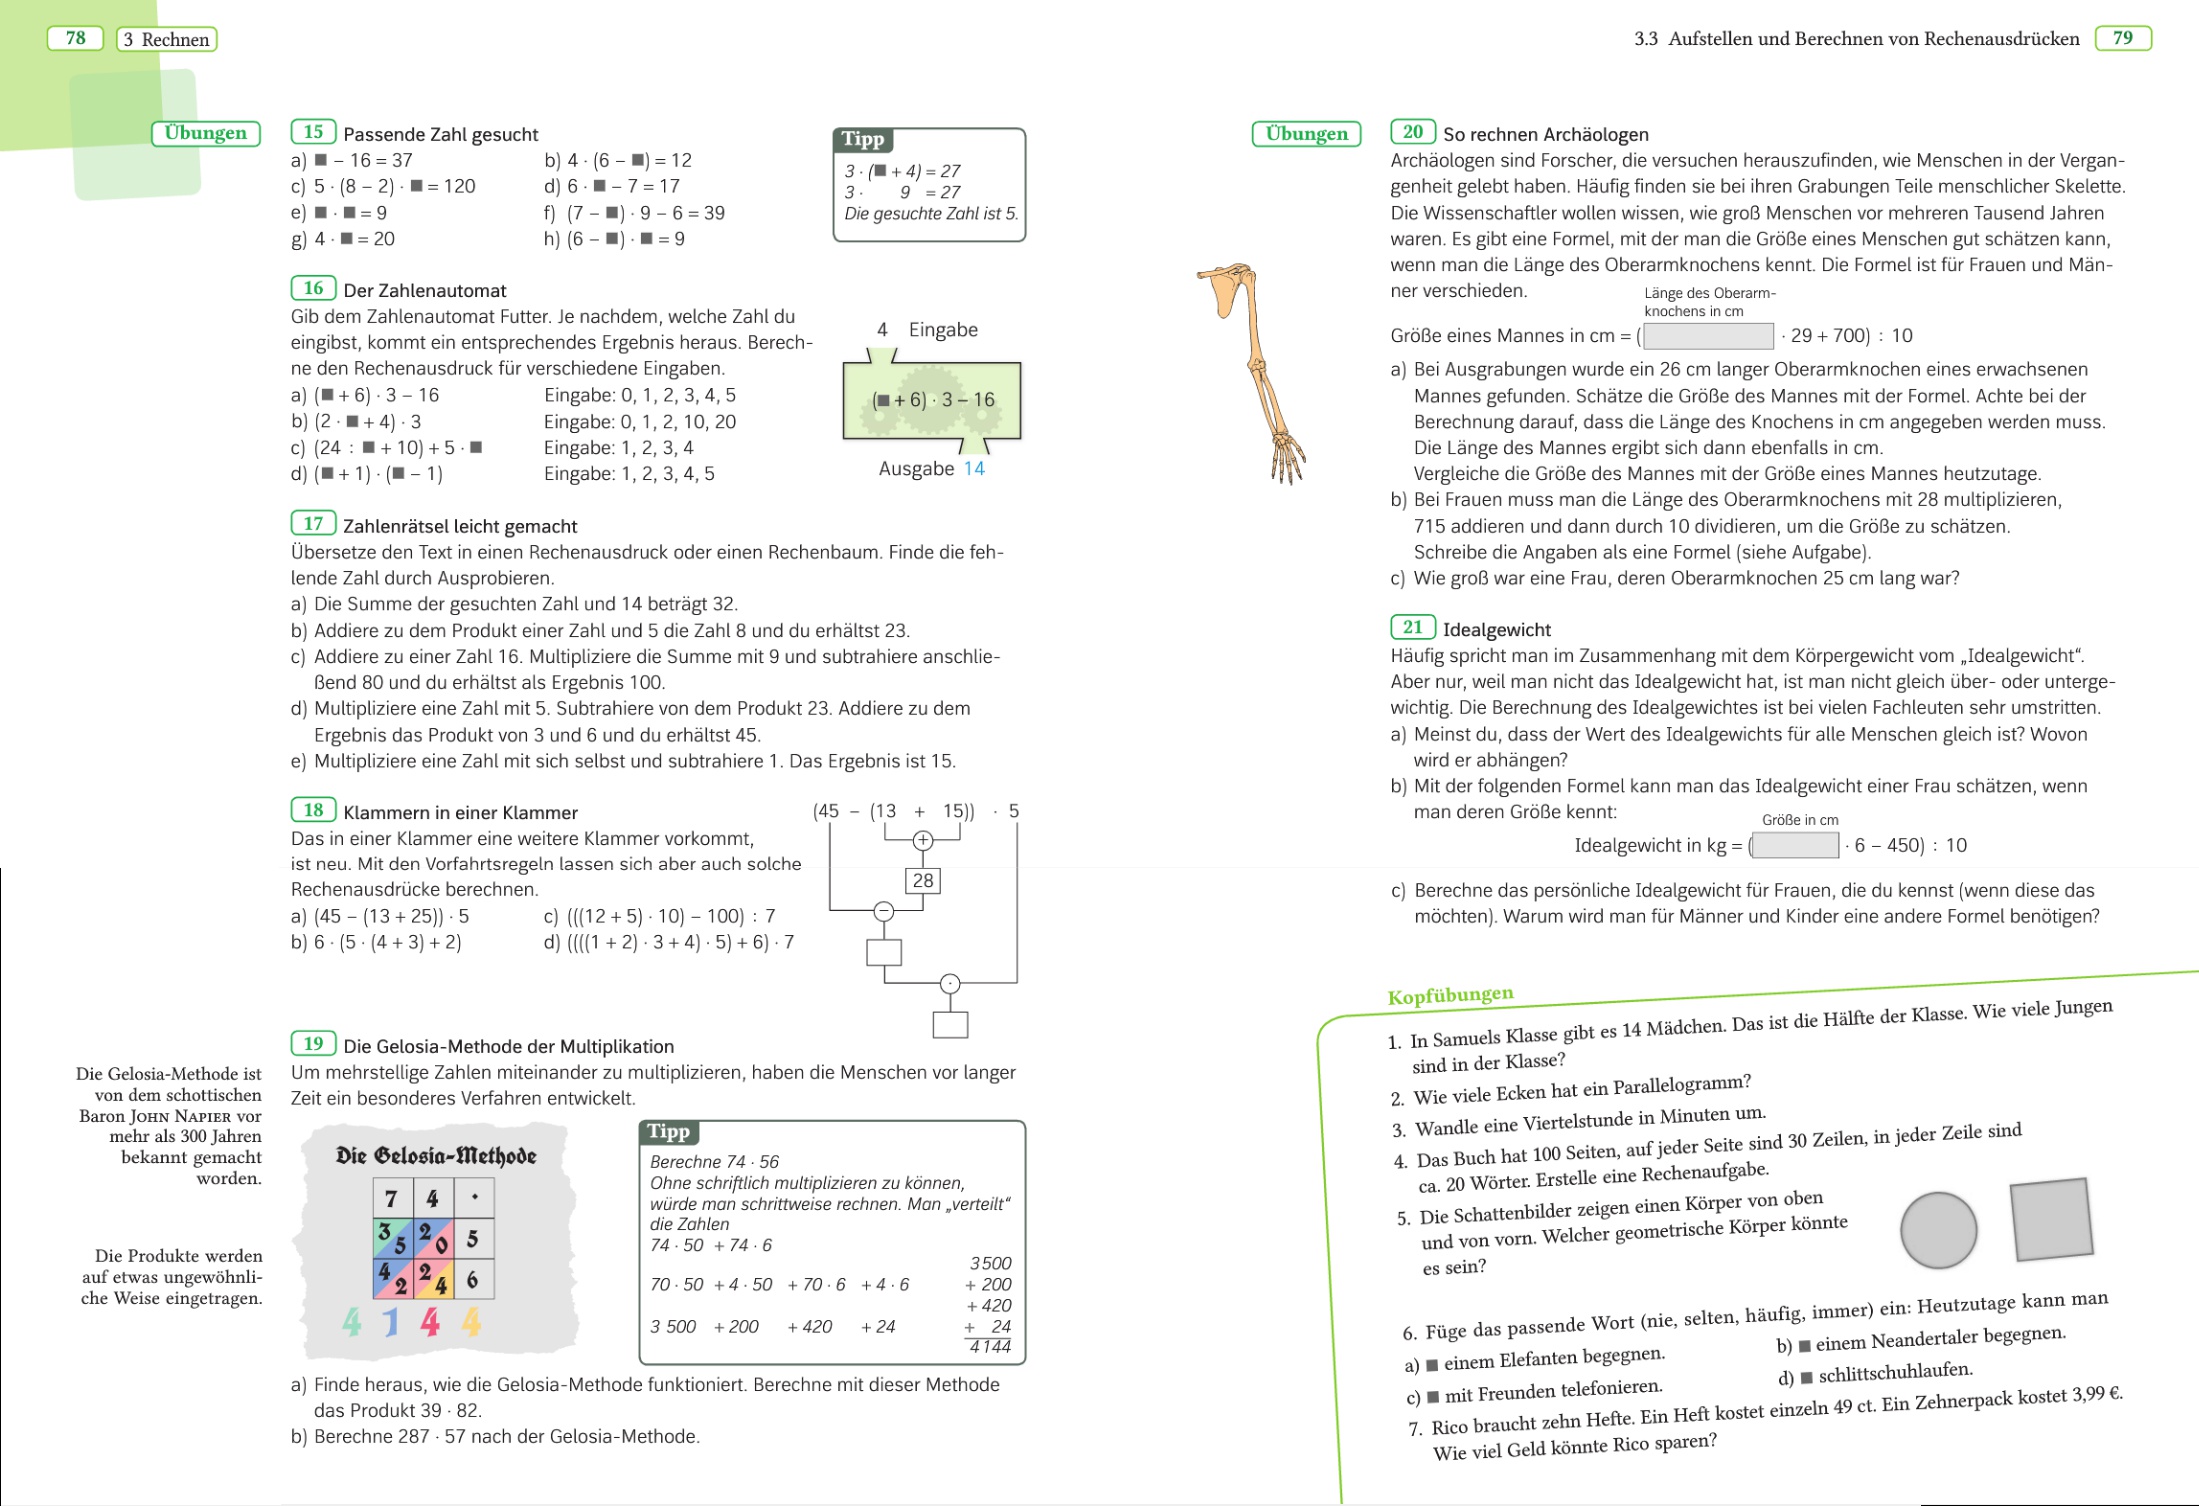 78
3 Rechnen
Übungen
15 Passende Zahl gesucht
a) ■ – 16 = 37
b) 4 · (6 – ■) = 12
c) 5 · (8 – 2) · ■ = 120
d) 6 · ■ – 7 = 17
e) ■ · ■ = 9
f) (7 – ■) · 9 – 6 = 39
g) 4 · ■ = 20
h) (6 – ■) · ■ = 9
Tipp
3 · (■ + 4) = 27
3 · 9 = 27
Die gesuchte Zahl ist 5.
16 Der Zahlenautomat
Gib dem Zahlenautomat Futter. Je nachdem, welche Zahl du
eingibst, kommt ein entsprechendes Ergebnis heraus. Berech-
ne den Rechenausdruck für verschiedene Eingaben.
a) (■ + 6) · 3 – 16 Eingabe: 0, 1, 2, 3, 4, 5
b) (2 · ■ + 4) · 3 Eingabe: 0, 1, 2, 10, 20
c) (24 : ■ + 10) + 5 · ■ Eingabe: 1, 2, 3, 4
d) (■ + 1) · (■ – 1) Eingabe: 1, 2, 3, 4, 5
4 Eingabe
(■ + 6) · 3 – 16
Ausgabe 14
17 Zahlenrätsel leicht gemacht
Übersetze den Text in einen Rechenausdruck oder einen Rechenbaum. Finde die feh-
lende Zahl durch Ausprobieren.
a) Die Summe der gesuchten Zahl und 14 beträgt 32.
b) Addiere zu dem Produkt einer Zahl und 5 die Zahl 8 und du erhältst 23.
c) Addiere zu einer Zahl 16. Multipliziere die Summe mit 9 und subtrahiere anschlie-
ßend 80 und du erhältst als Ergebnis 100.
d) Multipliziere eine Zahl mit 5. Subtrahiere von dem Produkt 23. Addiere zu dem
Ergebnis das Produkt von 3 und 6 und du erhältst 45.
e) Multipliziere eine Zahl mit sich selbst und subtrahiere 1. Das Ergebnis ist 15.
18 Klammern in einer Klammer
Das in einer Klammer eine weitere Klammer vorkommt,
ist neu. Mit den Vorfahrtsregeln lassen sich aber auch solche
Rechenausdrücke berechnen.
a) (45 – (13 + 25)) · 5
c) (((12 + 5) · 10) – 100) : 7
b) 6 · (5 · (4 + 3) + 2)
d) ((((1 + 2) · 3 + 4) · 5) + 6) · 7
(45 – (13 + 15)) · 5
+
28
–
·
19 Die Gelosia-Methode der Multiplikation
Um mehrstellige Zahlen miteinander zu multiplizieren, haben die Menschen vor langer
Zeit ein besonderes Verfahren entwickelt.
Die Gelosia-Methode ist
von dem schottischen
Baron JOHN NAPIER vor
mehr als 300 Jahren
bekannt gemacht
worden.
Die Produkte werden
auf etwas ungewöhnli-
che Weise eingetragen.
Die Gelosia-Methode
7 4 ·
3 5 2 0 5
4 2 2 4 6
4 1 4 4
Tipp
Berechne 74 · 56
Ohne schriftlich multiplizieren zu können,
würde man schrittweise rechnen. Man „verteilt“
die Zahlen
74 · 50 + 74 · 6
70 · 50 + 4 · 50 + 70 · 6 + 4 · 6
3 500 + 200 + 420 + 24
3500
+ 200
+ 420
+ 24
4144
a) Finde heraus, wie die Gelosia-Methode funktioniert. Berechne mit dieser Methode
das Produkt 39 · 82.
b) Berechne 287 · 57 nach der Gelosia-Methode.
3.3 Aufstellen und Berechnen von Rechenausdrücken
79
Übungen
20 So rechnen Archäologen
Archäologen sind Forscher, die versuchen herauszufinden, wie Menschen in der Vergan-
genheit gelebt haben. Häufig finden sie bei ihren Grabungen Teile menschlicher Skelette.
Die Wissenschaftler wollen wissen, wie groß Menschen vor mehreren Tausend Jahren
waren. Es gibt eine Formel, mit der man die Größe eines Menschen gut schätzen kann,
wenn man die Länge des Oberarmknochens kennt. Die Formel ist für Frauen und Män-
ner verschieden.
Länge des Oberarm-
knochens in cm
Größe eines Mannes in cm = ( · 29 + 700) : 10
a) Bei Ausgrabungen wurde ein 26 cm langer Oberarmknochen eines erwachsenen
Mannes gefunden. Schätze die Größe des Mannes mit der Formel. Achte bei der
Berechnung darauf, dass die Länge des Knochens in cm angegeben werden muss.
Die Länge des Mannes ergibt sich dann ebenfalls in cm.
Vergleiche die Größe des Mannes mit der Größe eines Mannes heutzutage.
b) Bei Frauen muss man die Länge des Oberarmknochens mit 28 multiplizieren,
715 addieren und dann durch 10 dividieren, um die Größe zu schätzen.
Schreibe die Angaben als eine Formel (siehe Aufgabe).
c) Wie groß war eine Frau, deren Oberarmknochen 25 cm lang war?
21 Idealgewicht
Häufig spricht man im Zusammenhang mit dem Körpergewicht vom „Idealgewicht“.
Aber nur, weil man nicht das Idealgewicht hat, ist man nicht gleich über- oder unterge-
wichtig. Die Berechnung des Idealgewichtes ist bei vielen Fachleuten sehr umstritten.
a) Meinst du, dass der Wert des Idealgewichts für alle Menschen gleich ist? Wovon
wird er abhängen?
b) Mit der folgenden Formel kann man das Idealgewicht einer Frau schätzen, wenn
man deren Größe kennt:
Größe in cm
Idealgewicht in kg = ( · 6 – 450) : 10
c) Berechne das persönliche Idealgewicht für Frauen, die du kennst (wenn diese das
möchten). Warum wird man für Männer und Kinder eine andere Formel benötigen?
Kopfübungen
1. In Samuels Klasse gibt es 14 Mädchen. Das ist die Hälfte der Klasse. Wie viele Jungen
sind in der Klasse?
2. Wie viele Ecken hat ein Parallelogramm?
3. Wandle eine Viertelstunde in Minuten um.
4. Das Buch hat 100 Seiten, auf jeder Seite sind 30 Zeilen, in jeder Zeile sind
ca. 20 Wörter. Erstelle eine Rechenaufgabe.
5. Die Schattenbilder zeigen einen Körper von oben
und von vorn. Welcher geometrische Körper könnte
es sein?
6. Füge das passende Wort (nie, selten, häufig, immer) ein: Heutzutage kann man
a) ■ einem Elefanten begegnen.
b) ■ einem Neandertaler begegnen.
c) ■ mit Freunden telefonieren.
d) ■ schlittschuhlaufen.
7. Rico braucht zehn Hefte. Ein Heft kostet einzeln 49 ct. Ein Zehnerpack kostet 3,99 €.
Wie viel Geld könnte Rico sparen?